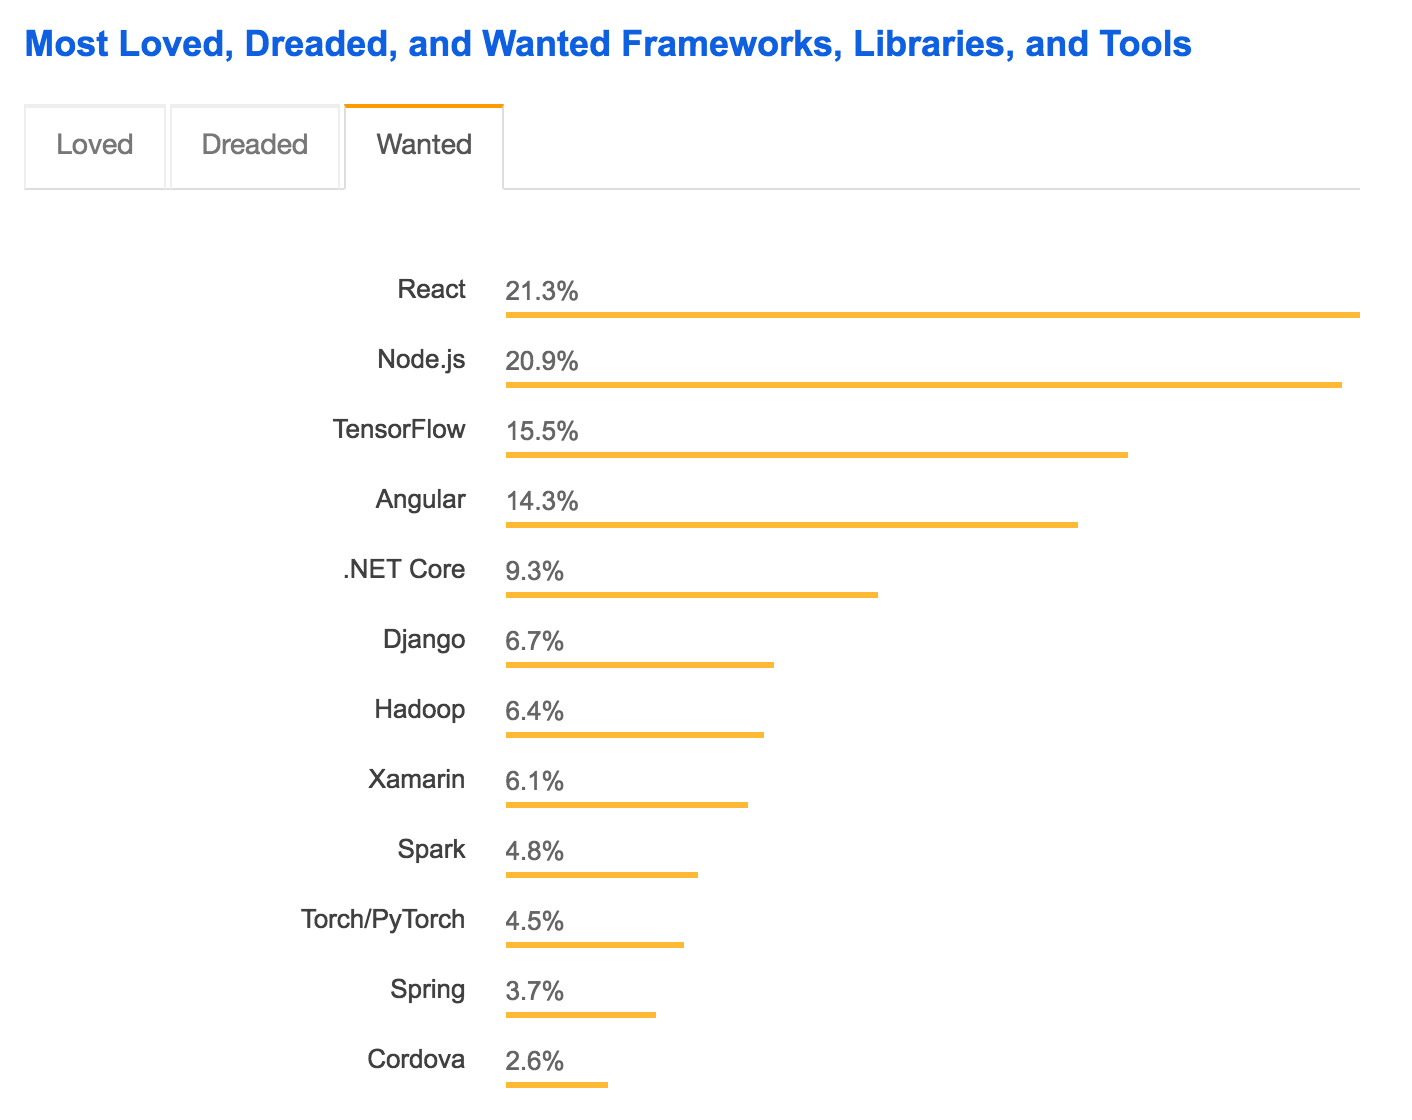 Most Loved, Dreaded, and Wanted Frameworks, Libraries, and Tools
Loved Dreaded Wanted
React 21.3%
Node.js 20.9%
TensorFlow 15.5%
Angular 14.3%
.NET Core 9.3%
Django 6.7%
Hadoop 6.4%
Xamarin 6.1%
Spark 4.8%
Torch/PyTorch 4.5%
Spring 3.7%
Cordova 2.6%